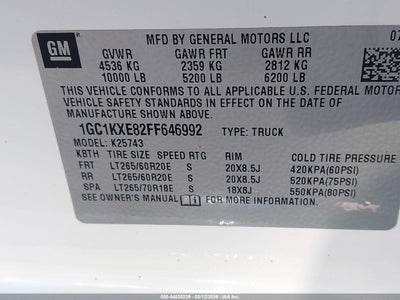 GM
MFD BY GENERAL MOTORS LLC 07
GVWR GAWR FRT GAWR RR
4536 KG 2359 KG 2812 KG
10000 LB 5200 LB 6200 LB
THIS VEHICLE CONFORMS TO ALL APPLICABLE U.S. FEDERAL MOTOR
VEHICLE SAFETY STANDARDS IN EFFECT ON THE DATE OF
MANUFACTURE SHOWN ABOVE.
1GC1KXE82FF646992 TYPE: TRUCK
MODEL: K25743
KBTH TIRE SIZE SPEED RTG RIM COLD TIRE PRESSURE
FRT LT265/60R20E S 20X8.5J 420KPA(60PSI)
RR LT265/60R20E S 20X8.5J 520KPA(75PSI)
SPA LT265/70R18E S 18X8J 550KPA(80PSI)
SEE OWNER'S MANUAL FOR MORE INFORMATION.